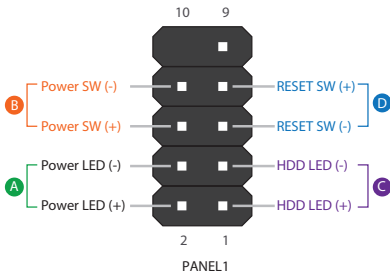 10 9
B Power SW (-) RESET SW (+) D
Power SW (+) RESET SW (-)
A Power LED (-) HDD LED (-) C
Power LED (+) HDD LED (+)
2 1
PANEL1